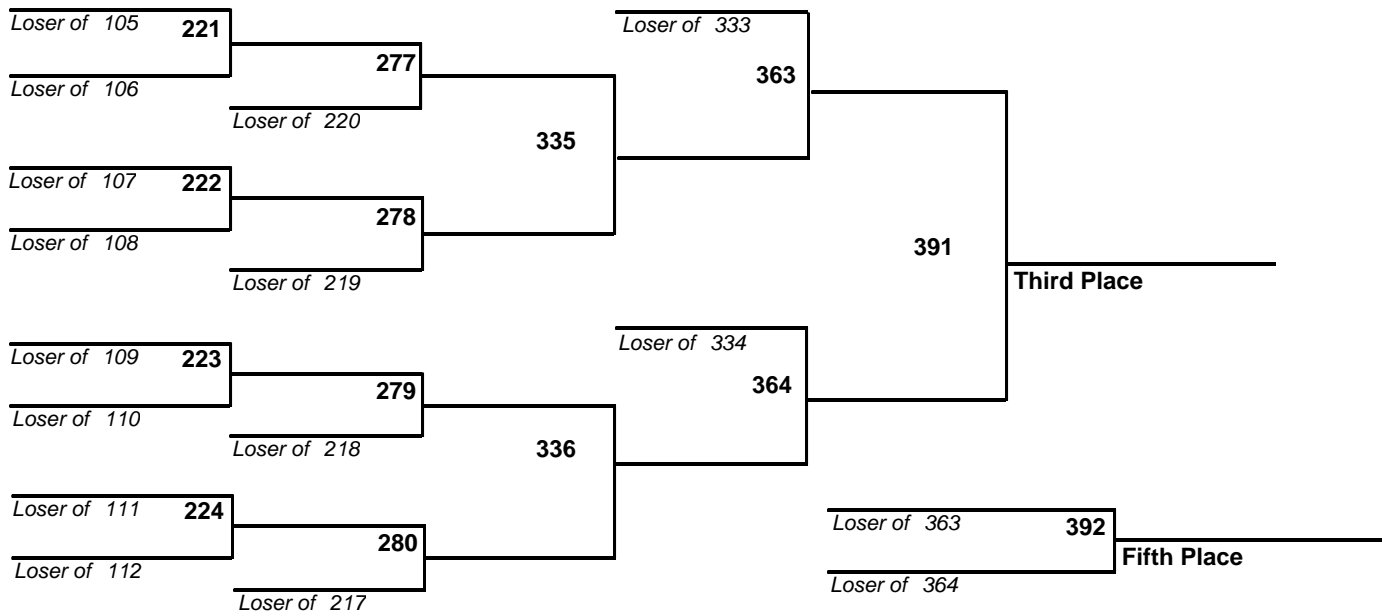 Loser of 105
221
Loser of 106
277
Loser of 220
Loser of 107
222
Loser of 108
278
Loser of 219
335
Loser of 333
363
Loser of 109
223
Loser of 110
279
Loser of 218
Loser of 111
224
Loser of 112
280
Loser of 217
336
Loser of 334
364
391
Third Place
Loser of 363
392
Loser of 364
Fifth Place